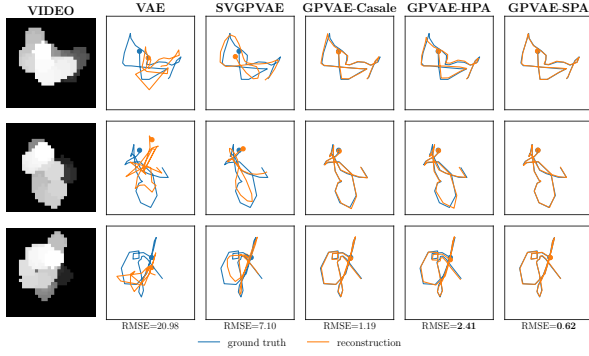 VIDEO VAE SVGPVAE GPVAE-Casale GPVAE-HPA GPVAE-SPA
RMSE=20.98 RMSE=7.10 RMSE=1.19 RMSE=2.41 RMSE=0.62
ground truth reconstruction